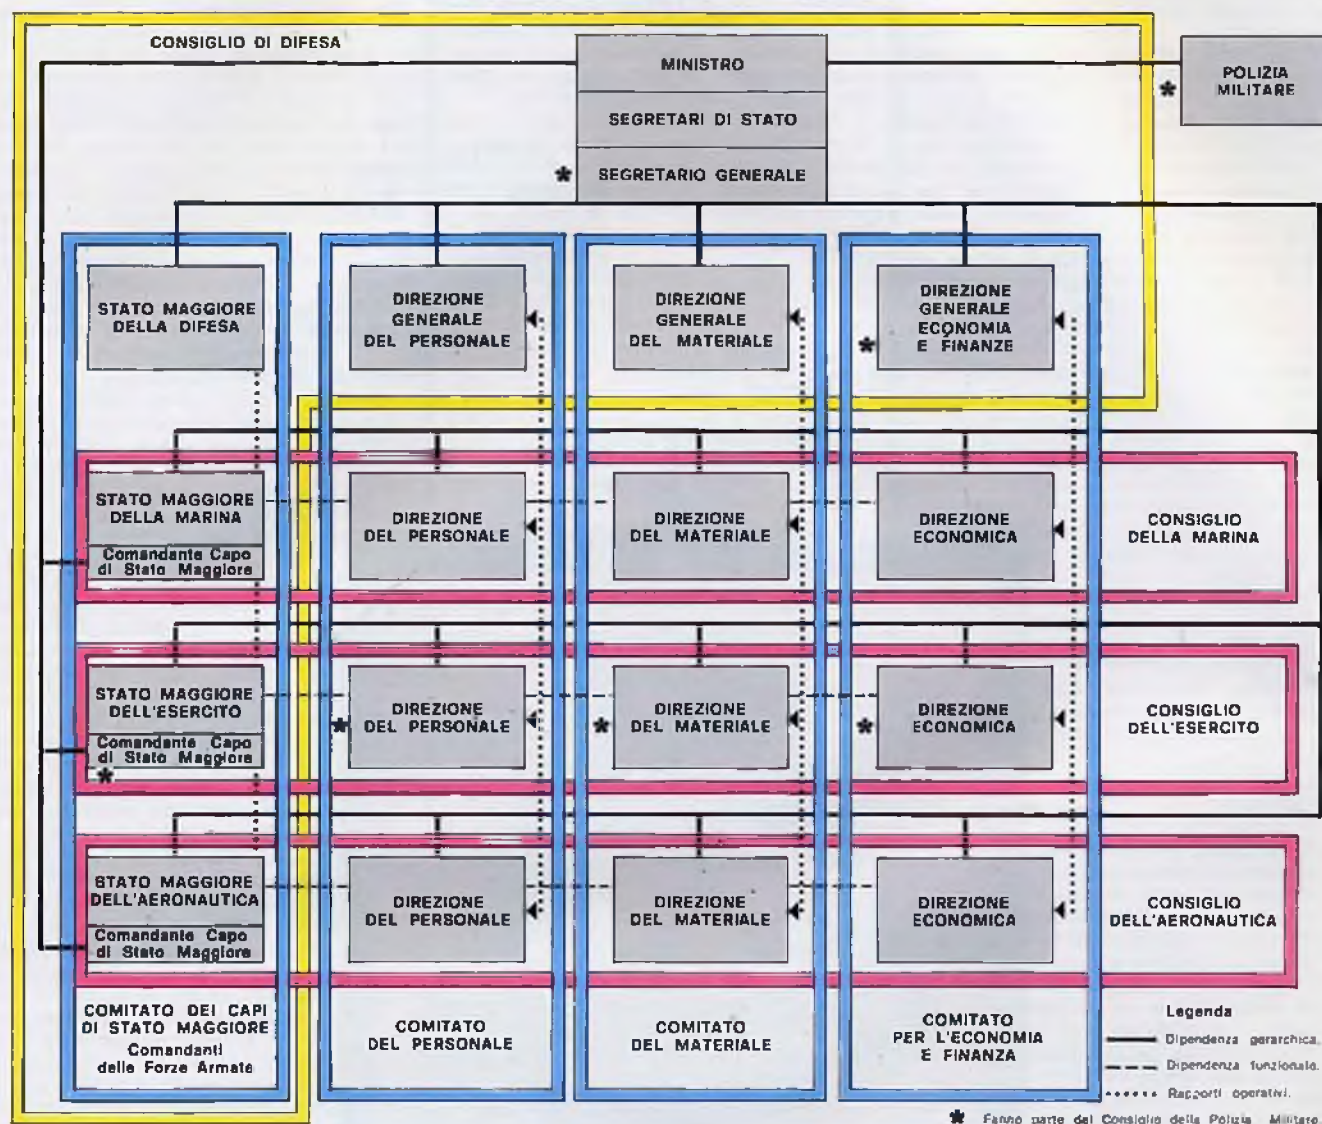 CONSIGLIO DI DIFESA
MINISTRO
SEGRETARI DI STATO
* SEGRETARIO GENERALE
* POLIZIA
MILITARE
STATO MAGGIORE
DELLA DIFESA
DIREZIONE
GENERALE
DEL PERSONALE
DIREZIONE
GENERALE
DEL MATERIALE
DIREZIONE
GENERALE
ECONOMIA
* E FINANZE
STATO MAGGIORE
DELLA MARINA
Comandante Capo
di Stato Maggiore
DIREZIONE
DEL PERSONALE
DIREZIONE
DEL MATERIALE
DIREZIONE
ECONOMICA
CONSIGLIO
DELLA MARINA
STATO MAGGIORE
DELL'ESERCITO
Comandante Capo
di Stato Maggiore
*
DIREZIONE
* DEL PERSONALE
DIREZIONE
* DEL MATERIALE
DIREZIONE
* ECONOMICA
CONSIGLIO
DELL'ESERCITO
STATO MAGGIORE
DELL'AERONAUTICA
Comandante Capo
di Stato Maggiore
DIREZIONE
DEL PERSONALE
DIREZIONE
DEL MATERIALE
DIREZIONE
ECONOMICA
CONSIGLIO
DELL'AERONAUTICA
COMITATO DEI CAPI
DI STATO MAGGIORE
Comandanti
delle Forze Armate
COMITATO
DEL PERSONALE
COMITATO
DEL MATERIALE
COMITATO
PER L'ECONOMIA
E FINANZA
Legenda
Dipendenza gerarchica.
Dipendenza funzionale.
Rapporti operativi.
* Fanno parte del Consiglio della Polizia Militare.